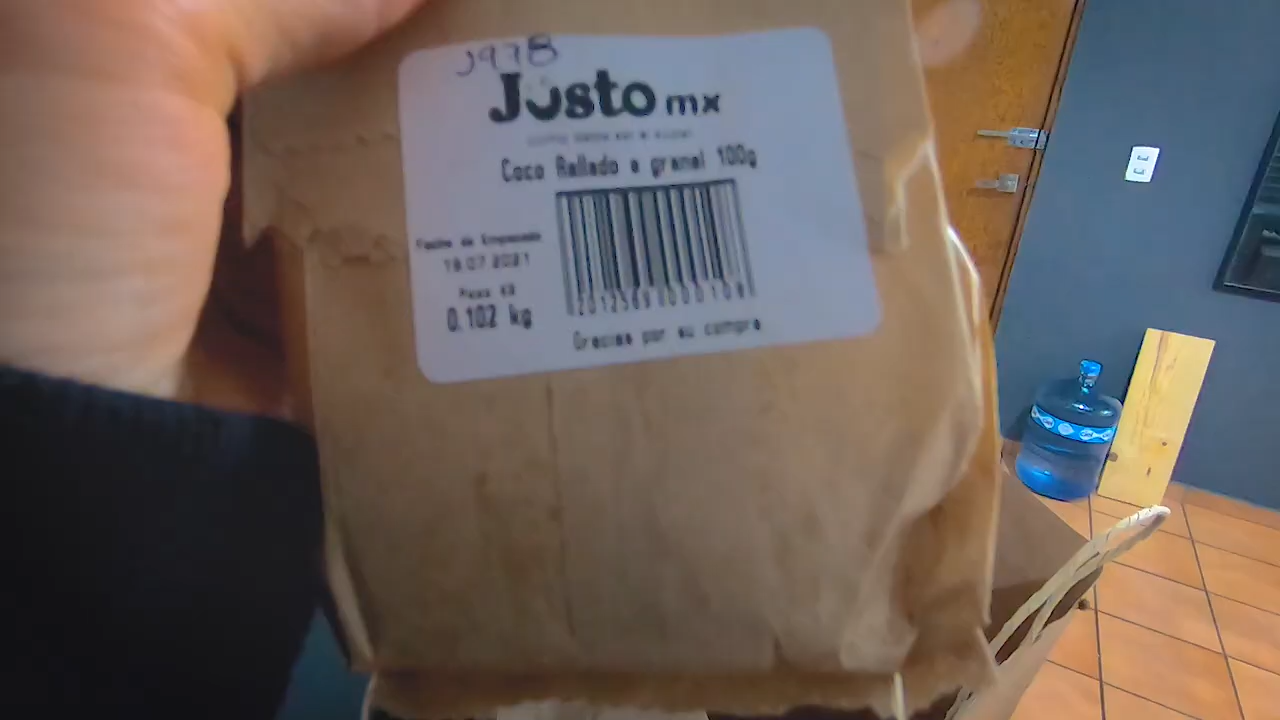 Justo mx
Coco Rallado a granel 100g
Fecha de Empacado
19.07 2021
Peso KG
0.102 kg
Gracias por su compra